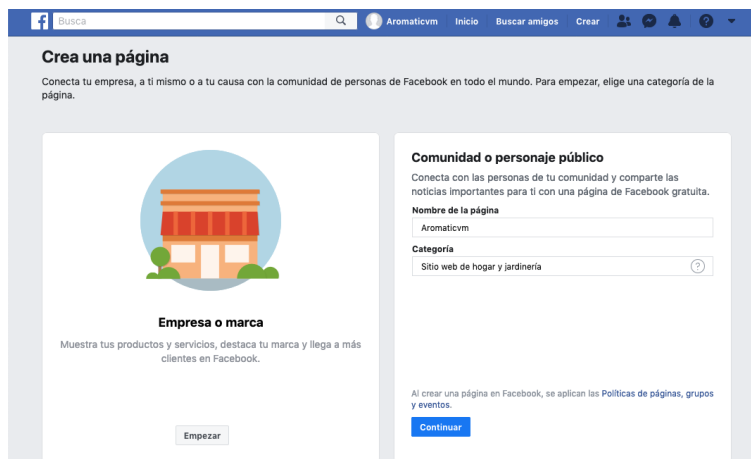 Busca
Aromaticvm Inicio Buscar amigos Crear
Crea una página
Conecta tu empresa, a ti mismo o a tu causa con la comunidad de personas de Facebook en todo el mundo. Para empezar, elige una categoría de la
página.
Empresa o marca
Muestra tus productos y servicios, destaca tu marca y llega a más
clientes en Facebook.
Empezar
Comunidad o personaje público
Conecta con las personas de tu comunidad y comparte las
noticias importantes para ti con una página de Facebook gratuita.
Nombre de la página
Aromaticvm
Categoría
Sitio web de hogar y jardinería
Al crear una página en Facebook, se aplican las Políticas de páginas, grupos
y eventos.
Continuar